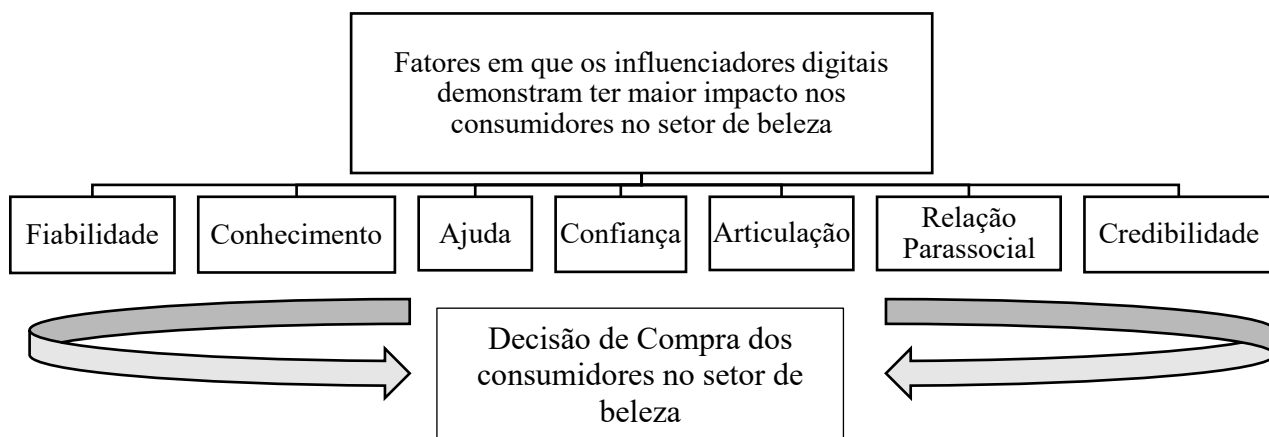 Fatores em que os influenciadores digitais
demonstram ter maior impacto nos
consumidores no setor de beleza
Fiabilidade
Conhecimento
Ajuda
Confiança
Articulação
Relação
Parassocial
Credibilidade
Decisão de Compra dos
consumidores no setor de
beleza